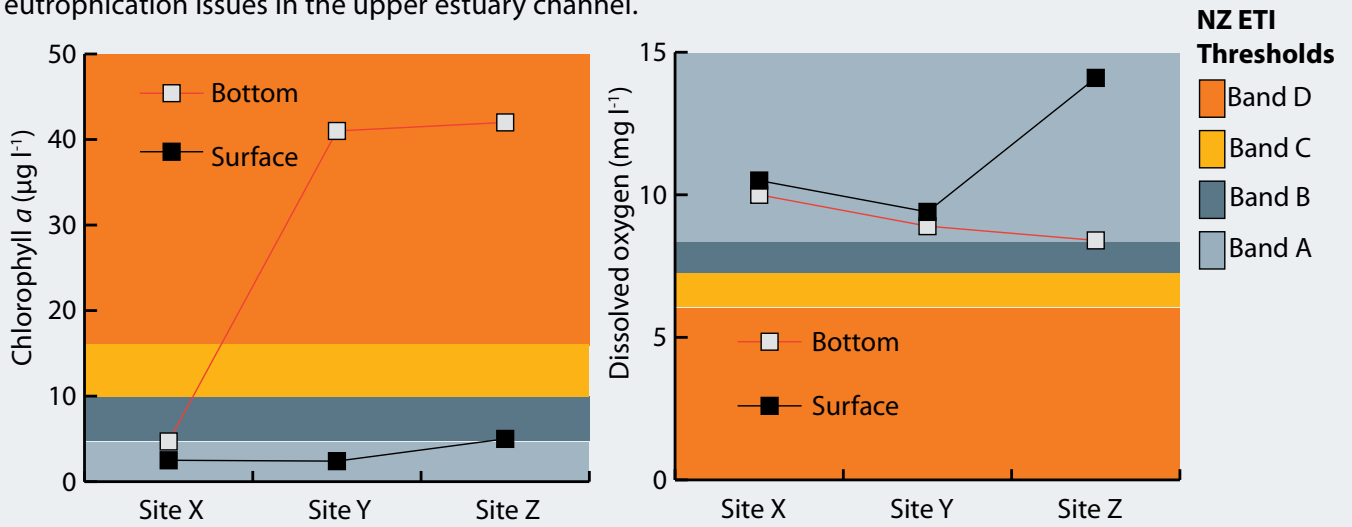 eutrophication issues in the upper estuary channel.
NZ ETI
Thresholds
Band D
Band C
Band B
Band A
50
40
30
20
10
0
Chlorophyll a (µg l⁻¹)
Bottom
Surface
Site X
Site Y
Site Z
15
10
5
0
Dissolved oxygen (mg l⁻¹)
Bottom
Surface
Site X
Site Y
Site Z